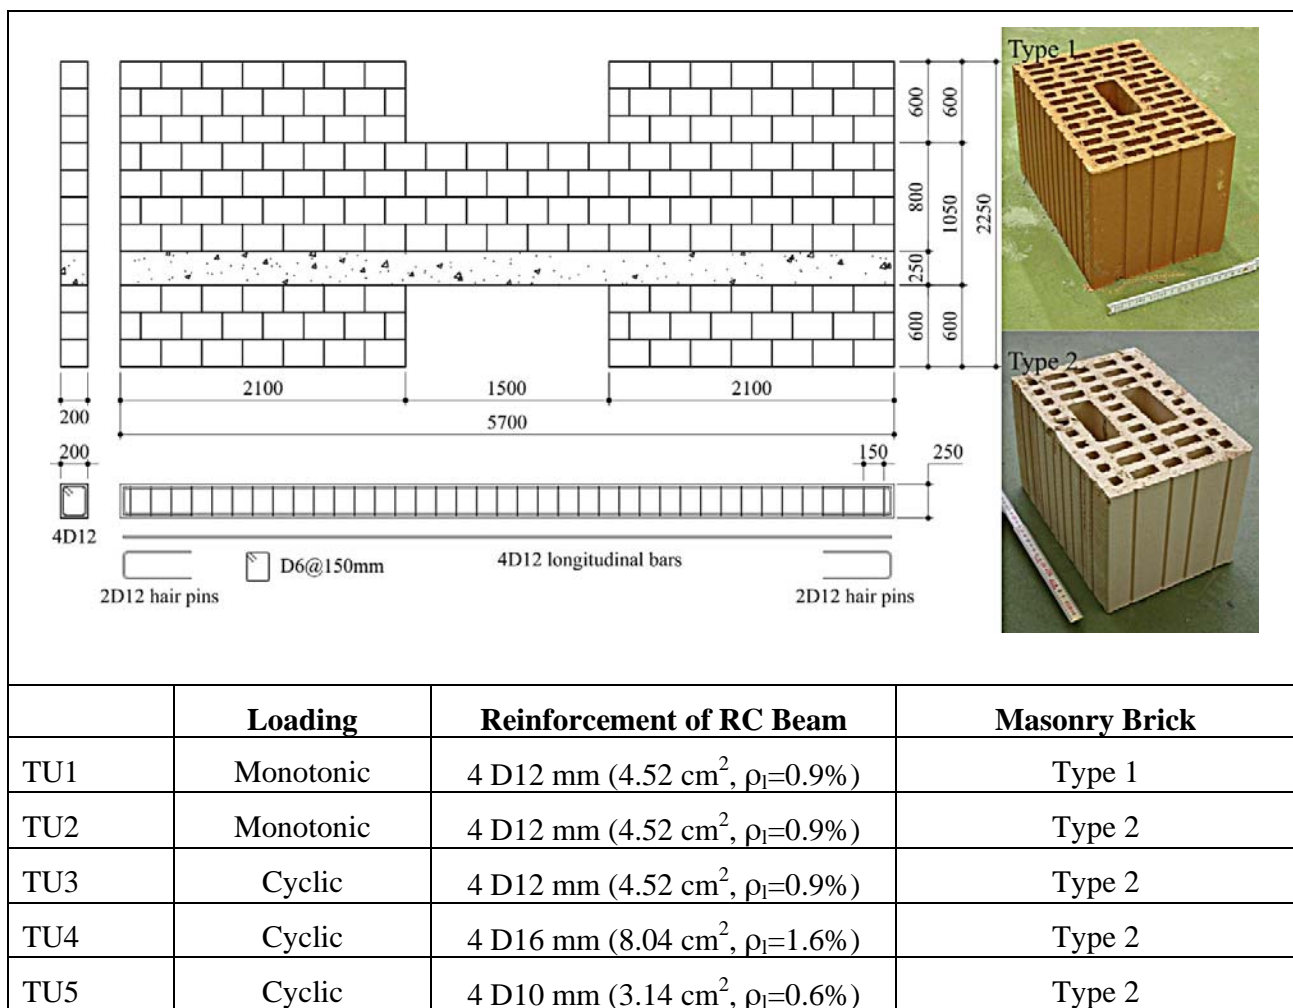 Type 1
600
600
800
1050
2250
250
600
600
Type 2
2100
1500
2100
200
5700
200
150
250
4D12
D6@150mm
4D12 longitudinal bars
2D12 hair pins
2D12 hair pins
Loading Reinforcement of RC Beam Masonry Brick
TU1 Monotonic 4 D12 mm (4.52 cm², ρl=0.9%) Type 1
TU2 Monotonic 4 D12 mm (4.52 cm², ρl=0.9%) Type 2
TU3 Cyclic 4 D12 mm (4.52 cm², ρl=0.9%) Type 2
TU4 Cyclic 4 D16 mm (8.04 cm², ρl=1.6%) Type 2
TU5 Cyclic 4 D10 mm (3.14 cm², ρl=0.6%) Type 2